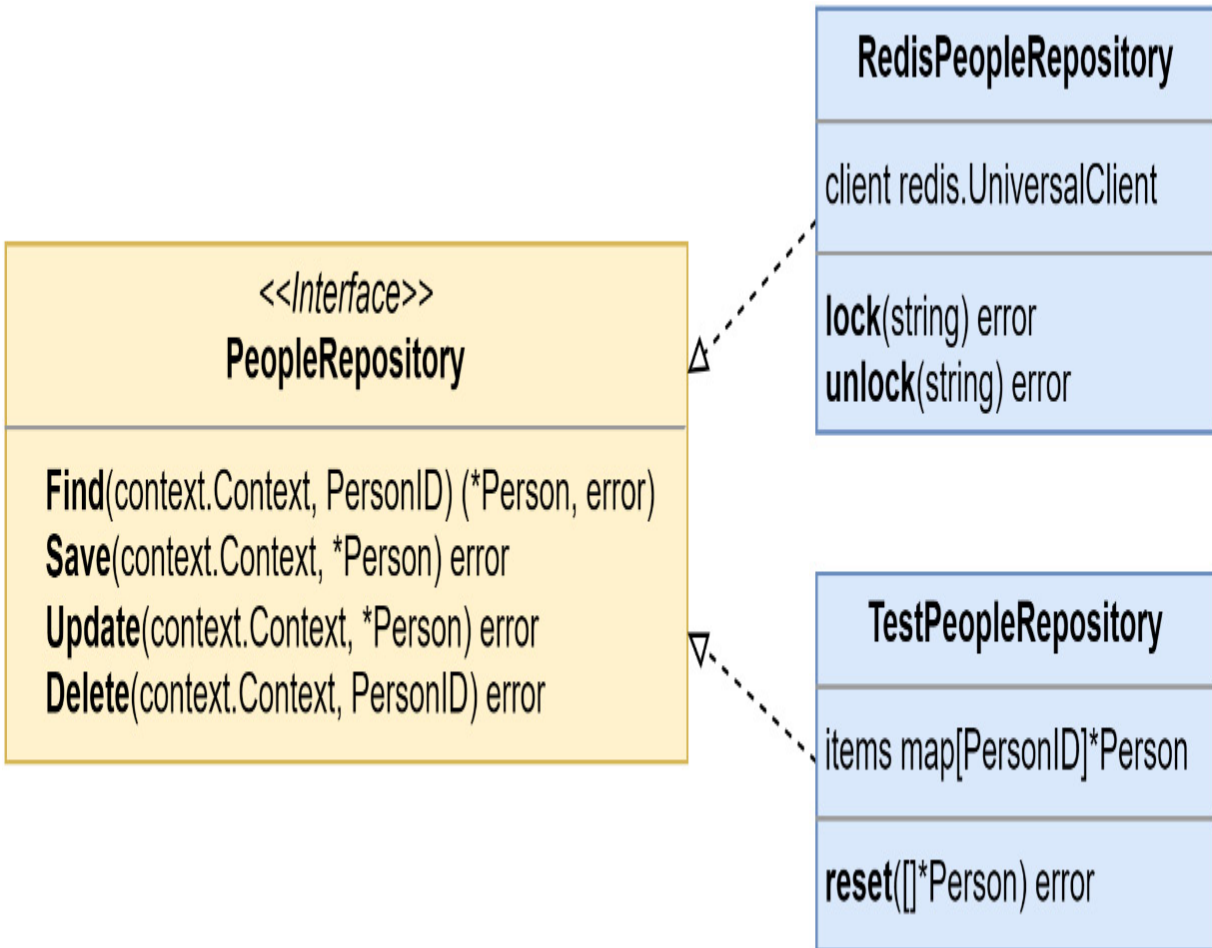 <<Interface>>
PeopleRepository
Find(context.Context, PersonID) (*Person, error)
Save(context.Context, *Person) error
Update(context.Context, *Person) error
Delete(context.Context, PersonID) error
RedisPeopleRepository
client redis.UniversalClient
lock(string) error
unlock(string) error
TestPeopleRepository
items map[PersonID]*Person
reset([]*Person) error